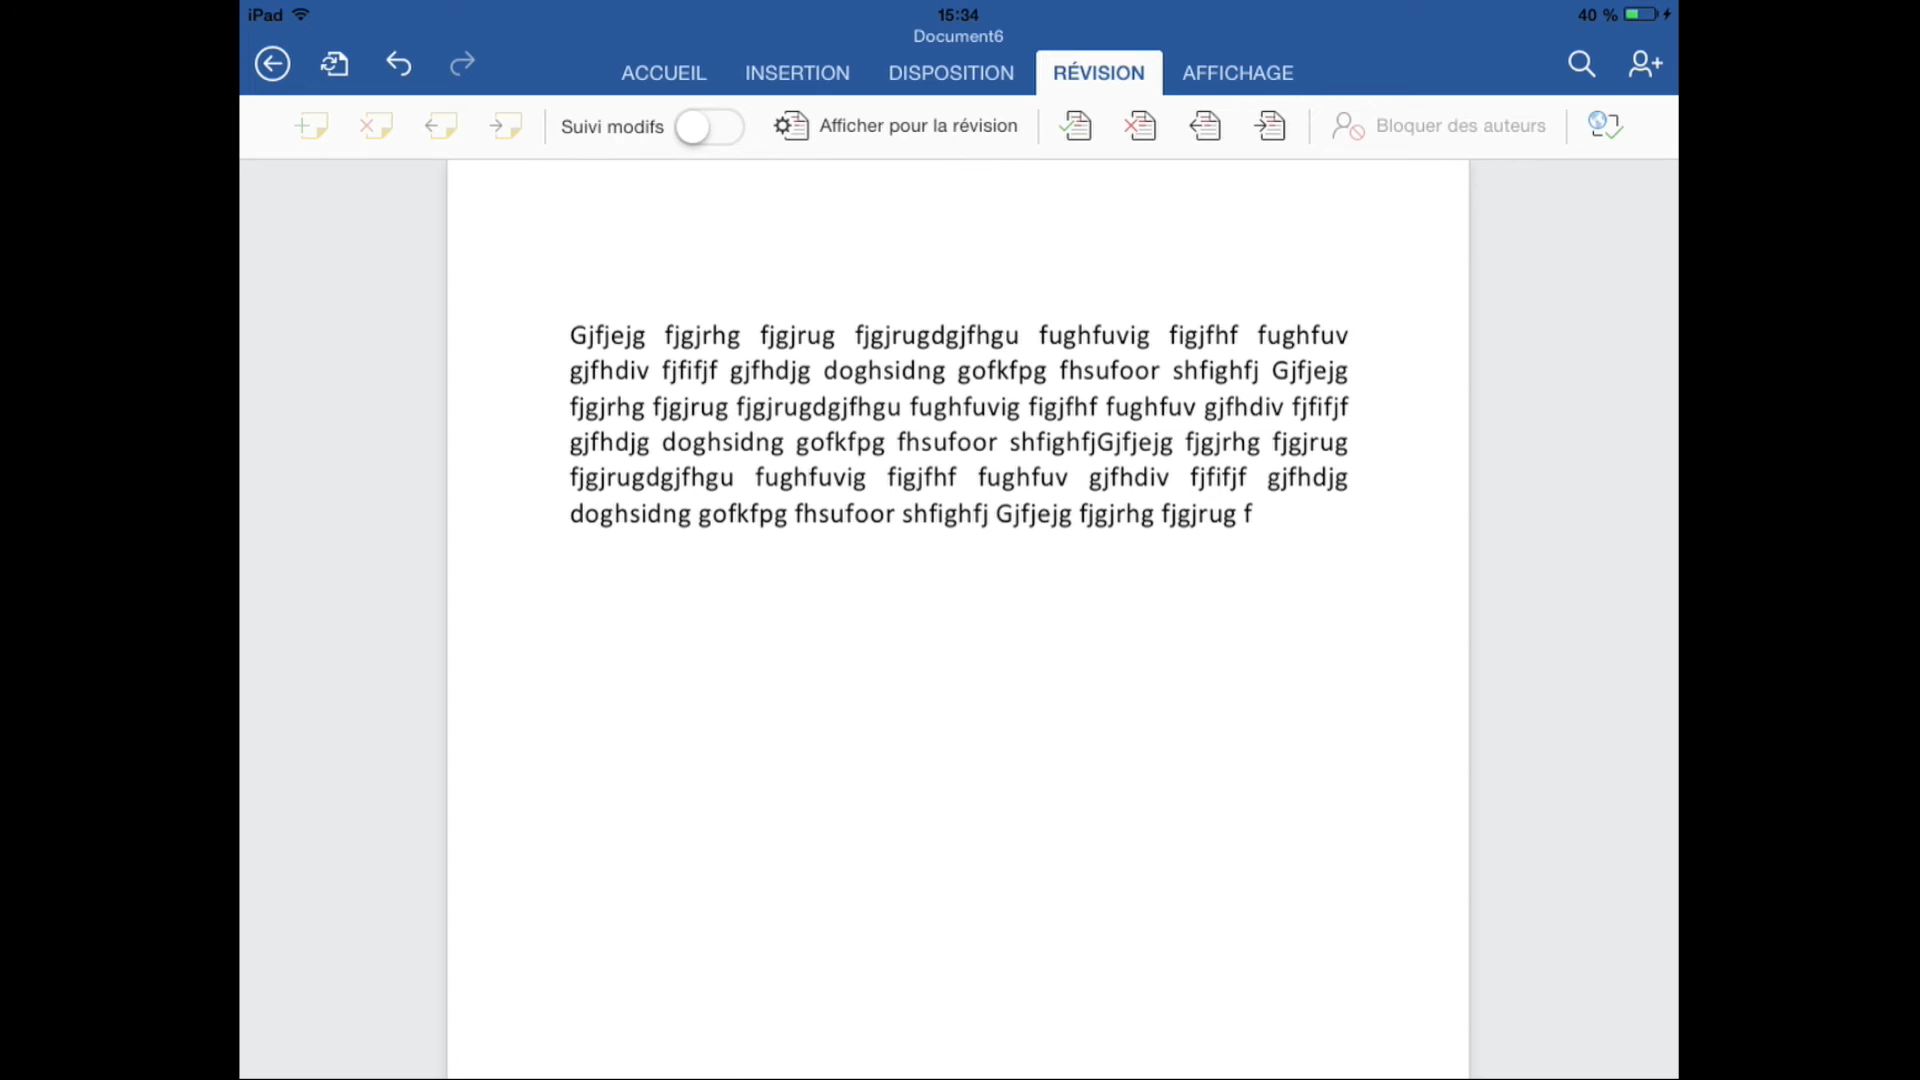 iPad 15:34 40 %
Document6
ACCUEIL INSERTION DISPOSITION RÉVISION AFFICHAGE
Suivi modifs Afficher pour la révision Bloquer des auteurs
Gjfjejg fjgjrhg fjgjrug fjgjrugdgjfhgu fughfuvig figjfhf fughfuv
gjfhdiv fjfifjf gjfhdjg doghsidng gofkfpg fhsufoor shfighfj Gjfjejg
fjgjrhg fjgjrug fjgjrugdgjfhgu fughfuvig figjfhf fughfuv gjfhdiv fjfifjf
gjfhdjg doghsidng gofkfpg fhsufoor shfighfjGjfjejg fjgjrhg fjgjrug
fjgjrugdgjfhgu fughfuvig figjfhf fughfuv gjfhdiv fjfifjf gjfhdjg
doghsidng gofkfpg fhsufoor shfighfj Gjfjejg fjgjrhg fjgjrug f